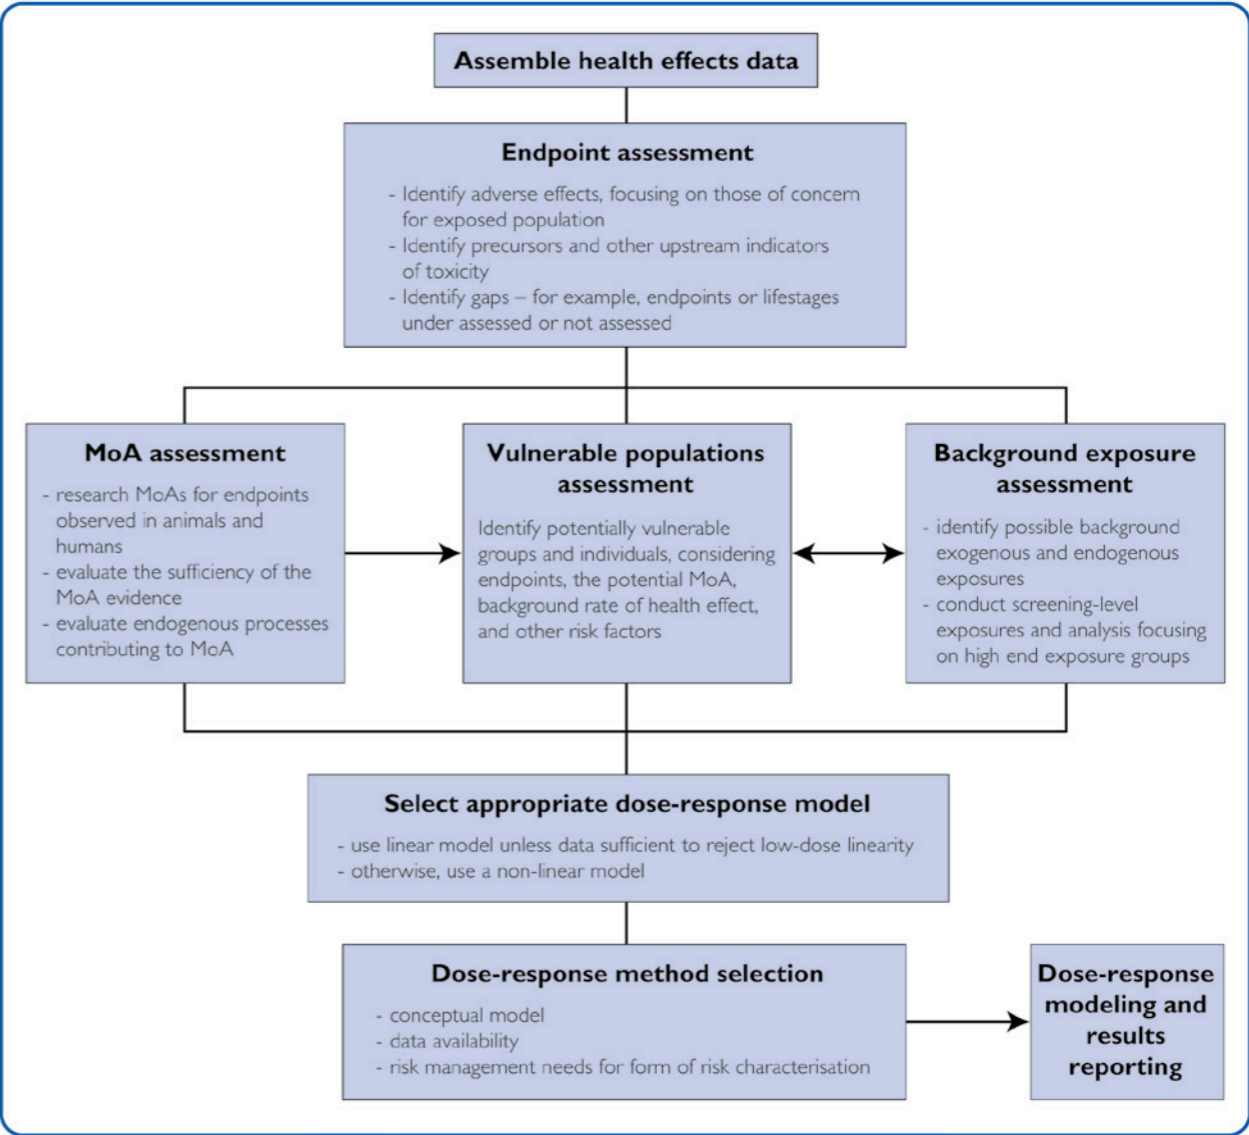 Assemble health effects data
Endpoint assessment
- Identify adverse effects, focusing on those of concern
for exposed population
- Identify precursors and other upstream indicators
of toxicity
- Identify gaps – for example, endpoints or lifestages
under assessed or not assessed
MoA assessment
- research MoAs for endpoints
observed in animals and
humans
- evaluate the sufficiency of the
MoA evidence
- evaluate endogenous processes
contributing to MoA
Vulnerable populations
assessment
Identify potentially vulnerable
groups and individuals, considering
endpoints, the potential MoA,
background rate of health effect,
and other risk factors
Background exposure
assessment
- identify possible background
exogenous and endogenous
exposures
- conduct screening-level
exposures and analysis focusing
on high end exposure groups
Select appropriate dose-response model
- use linear model unless data sufficient to reject low-dose linearity
- otherwise, use a non-linear model
Dose-response method selection
- conceptual model
- data availability
- risk management needs for form of risk characterisation
Dose-response
modeling and
results
reporting